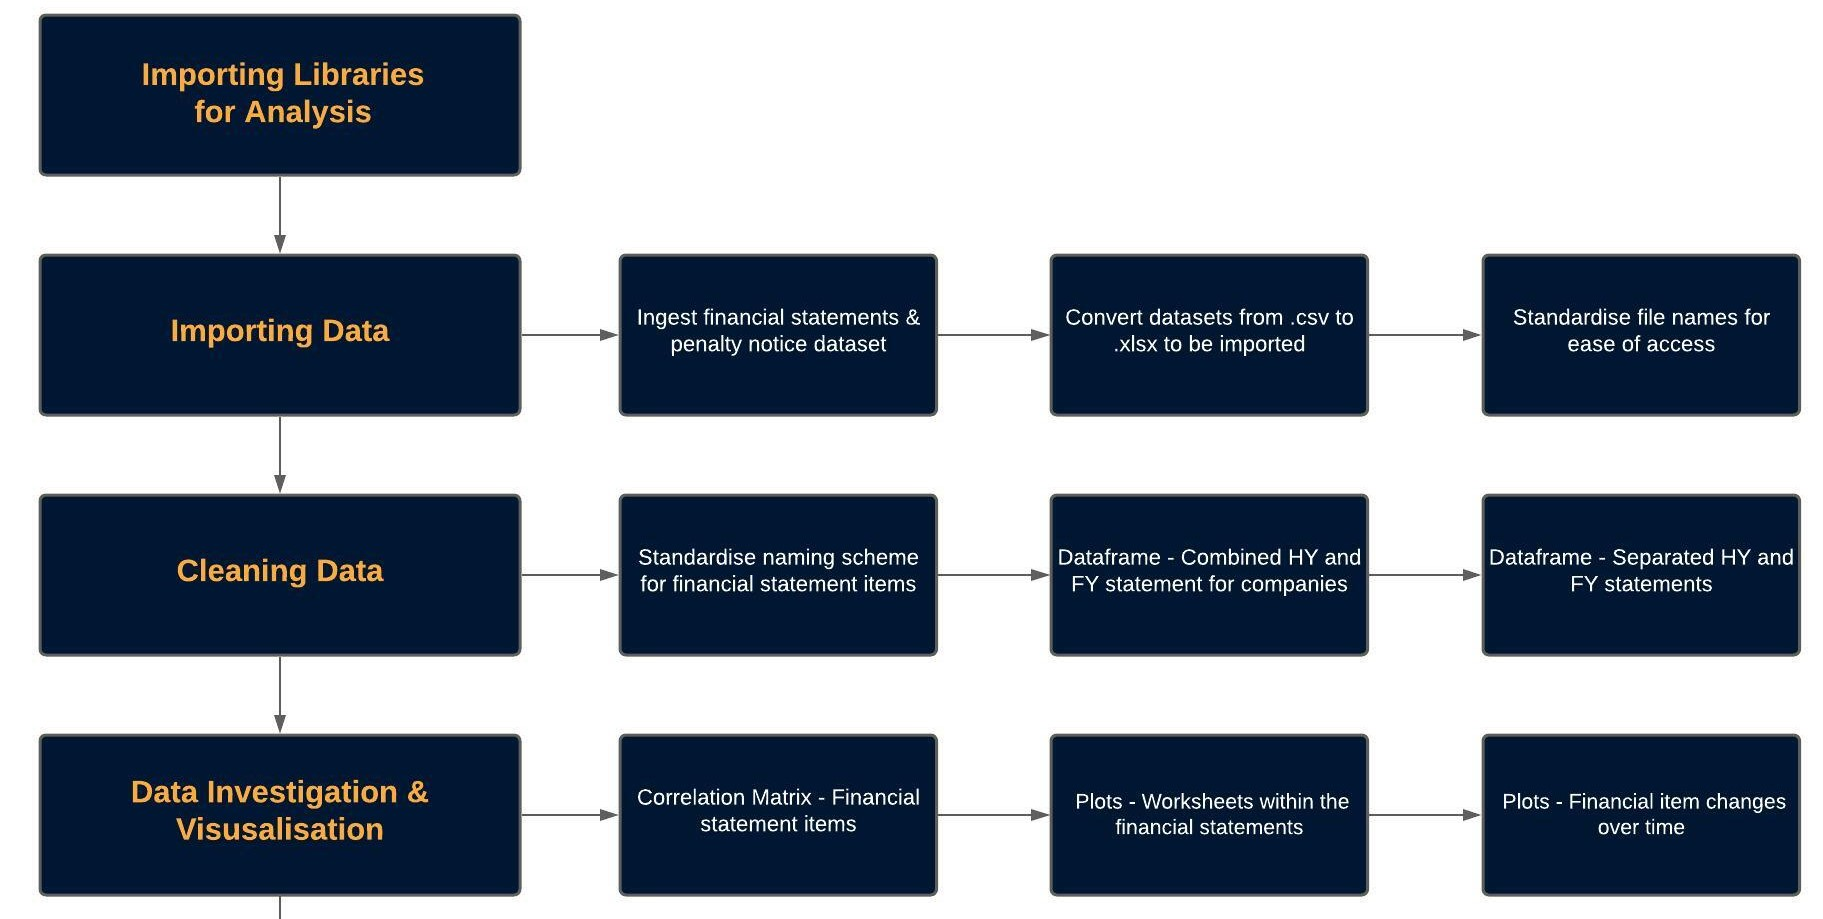 Importing Libraries
for Analysis
Importing Data
Ingest financial statements &
penalty notice dataset
Convert datasets from .csv to
.xlsx to be imported
Standardise file names for
ease of access
Cleaning Data
Standardise naming scheme
for financial statement items
Dataframe - Combined HY and
FY statement for companies
Dataframe - Separated HY and
FY statements
Data Investigation &
Visusalisation
Correlation Matrix - Financial
statement items
Plots - Worksheets within the
financial statements
Plots - Financial item changes
over time